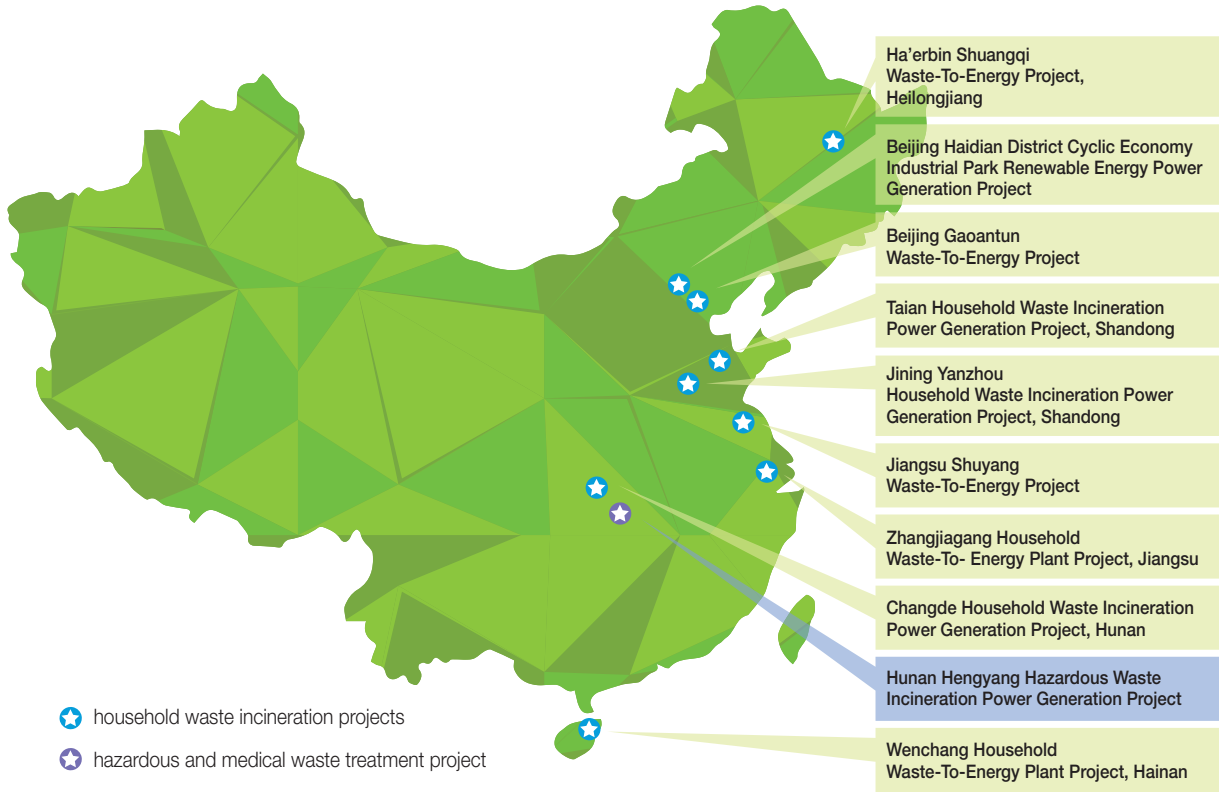 Ha'erbin Shuangqi
Waste-To-Energy Project,
Heilongjiang
Beijing Haidian District Cyclic Economy
Industrial Park Renewable Energy Power
Generation Project
Beijing Gaoantun
Waste-To-Energy Project
Taian Household Waste Incineration
Power Generation Project, Shandong
Jining Yanzhou
Household Waste Incineration Power
Generation Project, Shandong
Jiangsu Shuyang
Waste-To-Energy Project
Zhangjiagang Household
Waste-To- Energy Plant Project, Jiangsu
Changde Household Waste Incineration
Power Generation Project, Hunan
Hunan Hengyang Hazardous Waste
Incineration Power Generation Project
Wenchang Household
Waste-To-Energy Plant Project, Hainan
household waste incineration projects
hazardous and medical waste treatment project